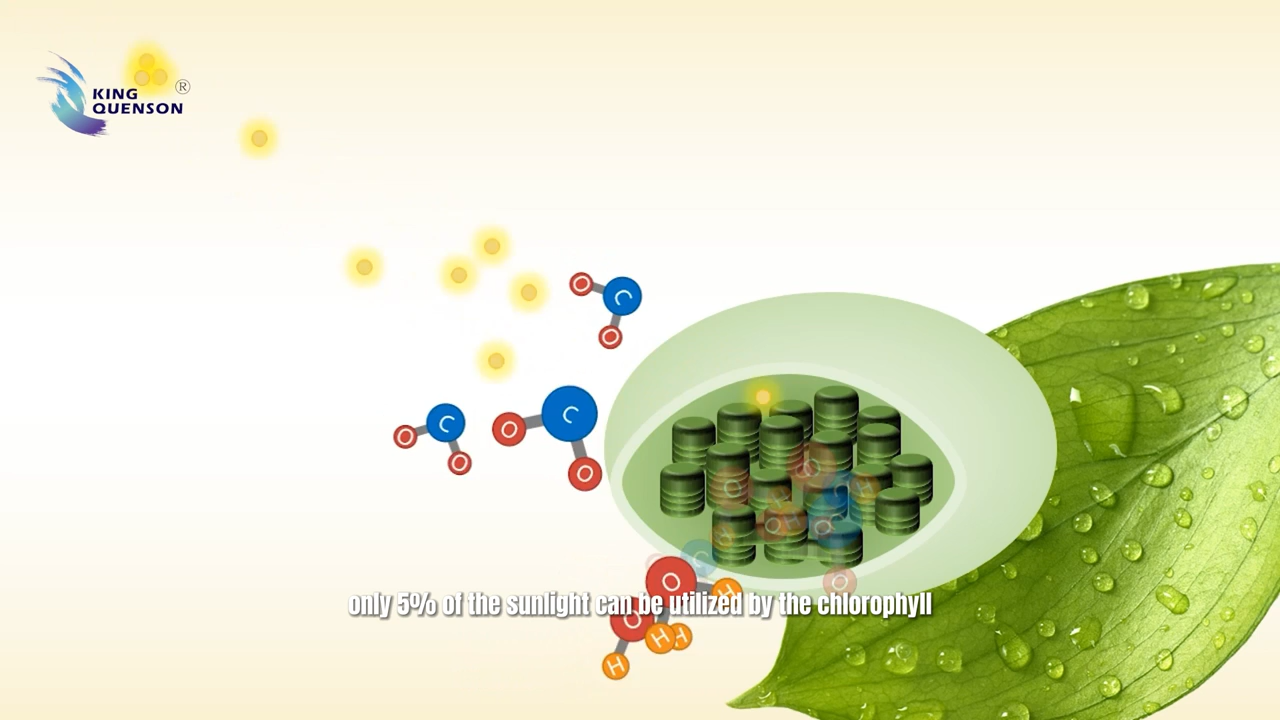 KING
QUENSON
®
O
C
O
C
O
C
O
O
O
O
H
O
H
H
H
only 5% of the sunlight can be utilized by the chlorophyll